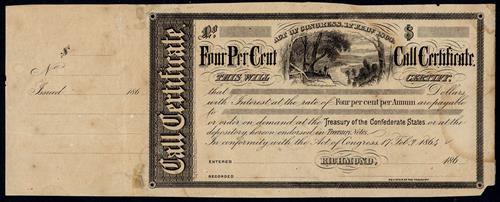 No
No
Issued 186
Call Certificate
No.
$
ACT OF CONGRESS, 17 FEB. OF 1864.
Four Per Cent Call Certificate.
THIS WILL CERTIFY,
that Dollars
with Interest at the rate of Four per cent per Annum are payable
to
or order on demand at the Treasury of the Confederate States or at the
depository hereon endorsed in Treasury Notes.
In conformity with the Act of Congress, 17 Feby 1864
RICHMOND, 186
ENTERED
RECORDED
REGISTER OF THE TREASURY